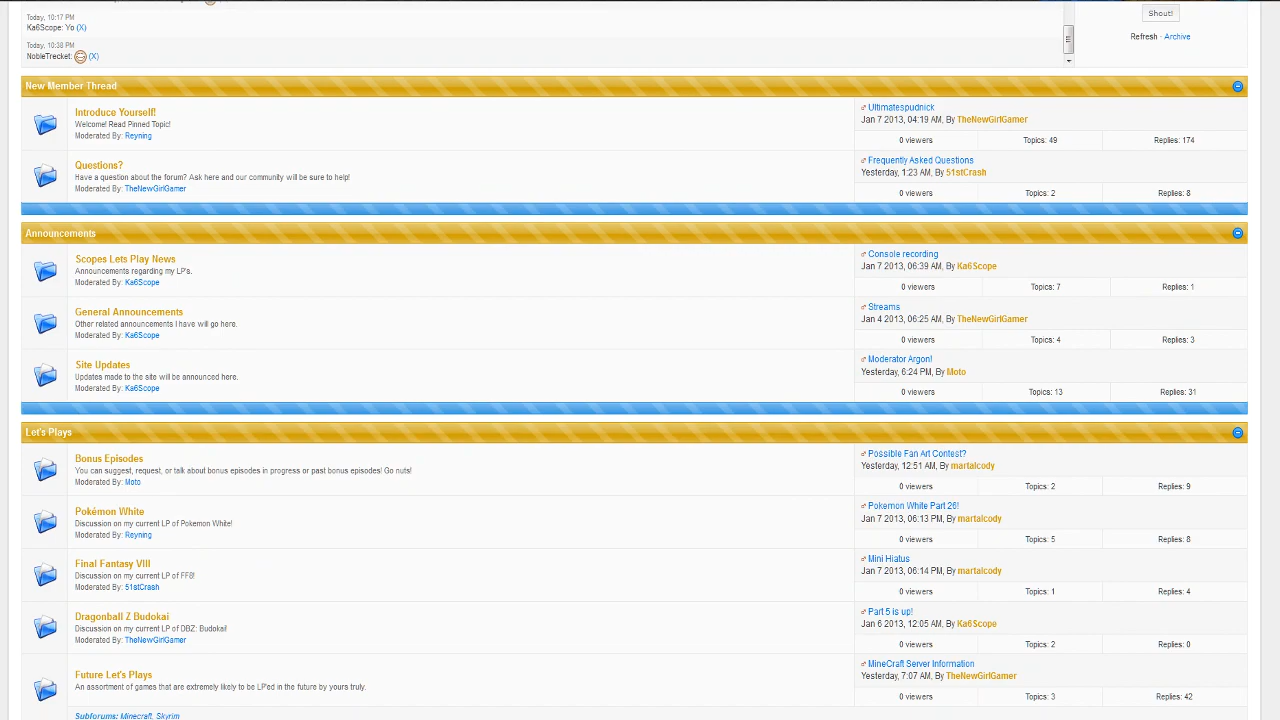 Today, 10:17 PM
Ka6Scope: Yo (X)
Today, 10:38 PM
NobleTrecket: (X)
Shout!
Refresh - Archive
New Member Thread
Introduce Yourself!
Welcome! Read Pinned Topic!
Moderated By: Reyning
Ultimatespudnick
Jan 7 2013, 04:19 AM, By TheNewGirlGamer
0 viewers Topics: 49 Replies: 174
Questions?
Have a question about the forum? Ask here and our community will be sure to help!
Moderated By: TheNewGirlGamer
Frequently Asked Questions
Yesterday, 1:23 AM, By 51stCrash
0 viewers Topics: 2 Replies: 8
Announcements
Scopes Lets Play News
Announcements regarding my LP's.
Moderated By: Ka6Scope
Console recording
Jan 7 2013, 06:39 AM, By Ka6Scope
0 viewers Topics: 7 Replies: 1
General Announcements
Other related announcements I have will go here.
Moderated By: Ka6Scope
Streams
Jan 4 2013, 06:25 AM, By TheNewGirlGamer
0 viewers Topics: 4 Replies: 3
Site Updates
Updates made to the site will be announced here.
Moderated By: Ka6Scope
Moderator Argon!
Yesterday, 6:24 PM, By Moto
0 viewers Topics: 13 Replies: 31
Let's Plays
Bonus Episodes
You can suggest, request, or talk about bonus episodes in progress or past bonus episodes! Go nuts!
Moderated By: Moto
Possible Fan Art Contest?
Yesterday, 12:51 AM, By martalcody
0 viewers Topics: 2 Replies: 9
Pokémon White
Discussion on my current LP of Pokemon White!
Moderated By: Reyning
Pokemon White Part 26!
Jan 7 2013, 06:13 PM, By martalcody
0 viewers Topics: 5 Replies: 8
Final Fantasy VIII
Discussion on my current LP of FF8!
Moderated By: 51stCrash
Mini Hiatus
Jan 7 2013, 06:14 PM, By martalcody
0 viewers Topics: 1 Replies: 4
Dragonball Z Budokai
Discussion on my current LP of DBZ: Budokai!
Moderated By: TheNewGirlGamer
Part 5 is up!
Jan 6 2013, 12:05 AM, By Ka6Scope
0 viewers Topics: 2 Replies: 0
Future Let's Plays
An assortment of games that are extremely likely to be LP'ed in the future by yours truly.
MineCraft Server Information
Yesterday, 7:07 AM, By TheNewGirlGamer
0 viewers Topics: 3 Replies: 42
Subforums: Minecraft, Skyrim